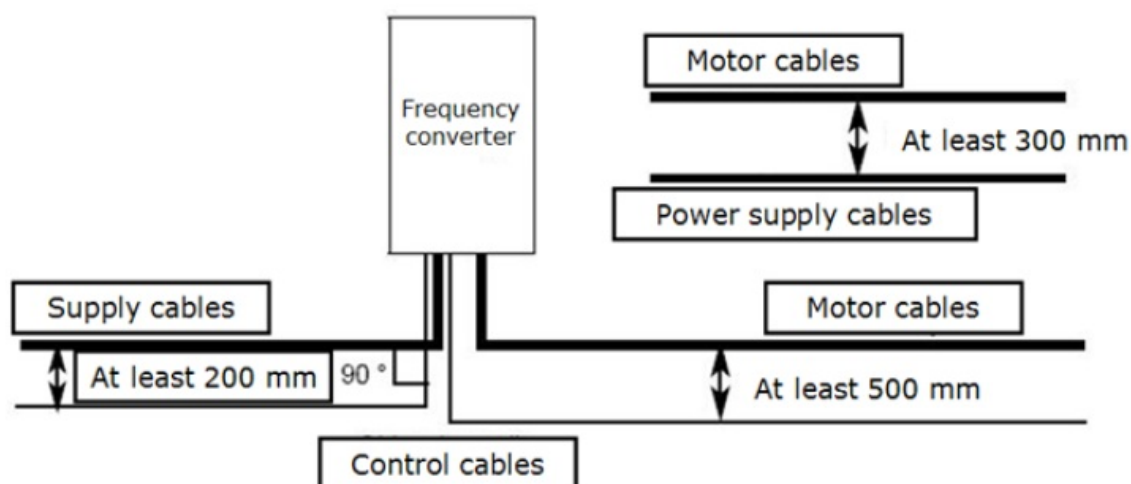 Frequency
converter
Motor cables
At least 300 mm
Power supply cables
Supply cables
At least 200 mm
90 °
Motor cables
At least 500 mm
Control cables